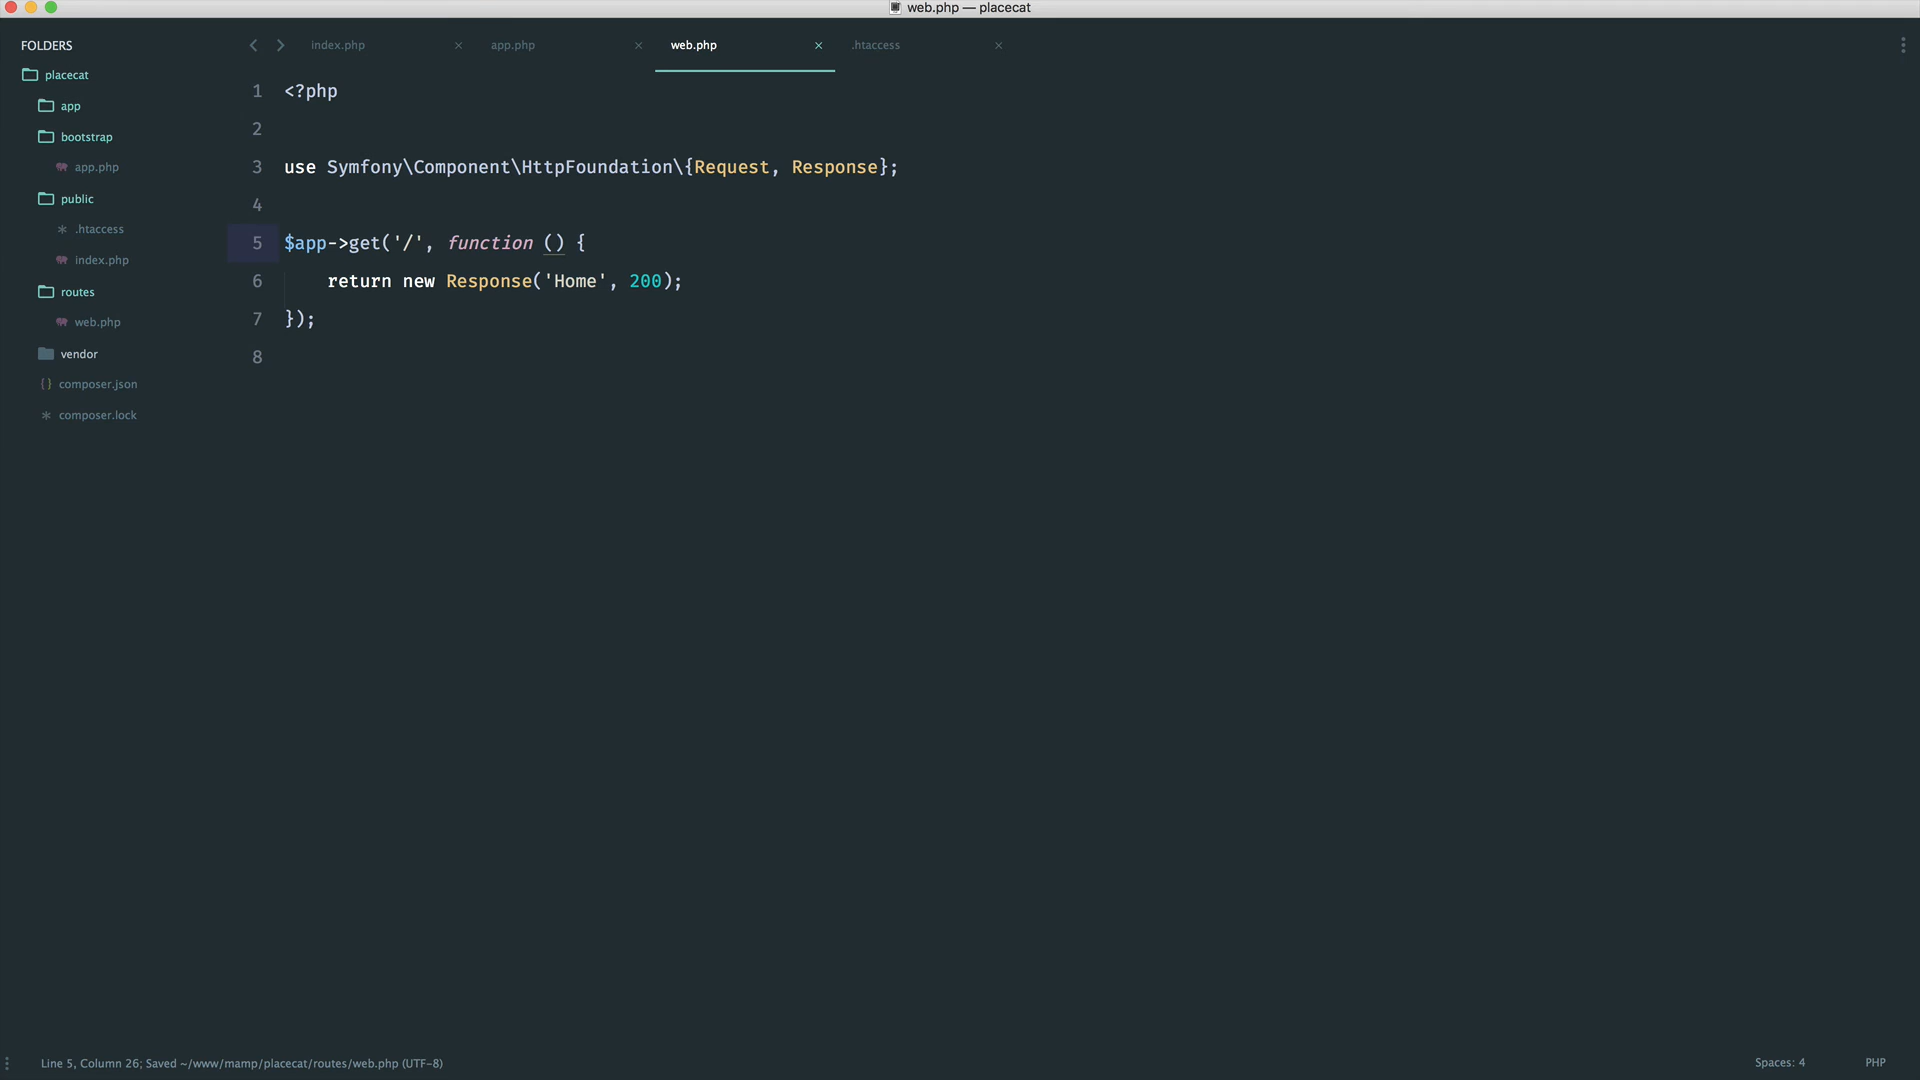 web.php — placecat
FOLDERS
placecat
app
bootstrap
app.php
public
.htaccess
index.php
routes
web.php
vendor
{ } composer.json
* composer.lock
index.php × app.php × web.php × .htaccess ×
1 <?php
2
3 use Symfony\Component\HttpFoundation\{Request, Response};
4
5 $app->get('/', function () {
6 return new Response('Home', 200);
7 });
8
Line 5, Column 26; Saved ~/www/mamp/placecat/routes/web.php (UTF-8)
Spaces: 4
PHP